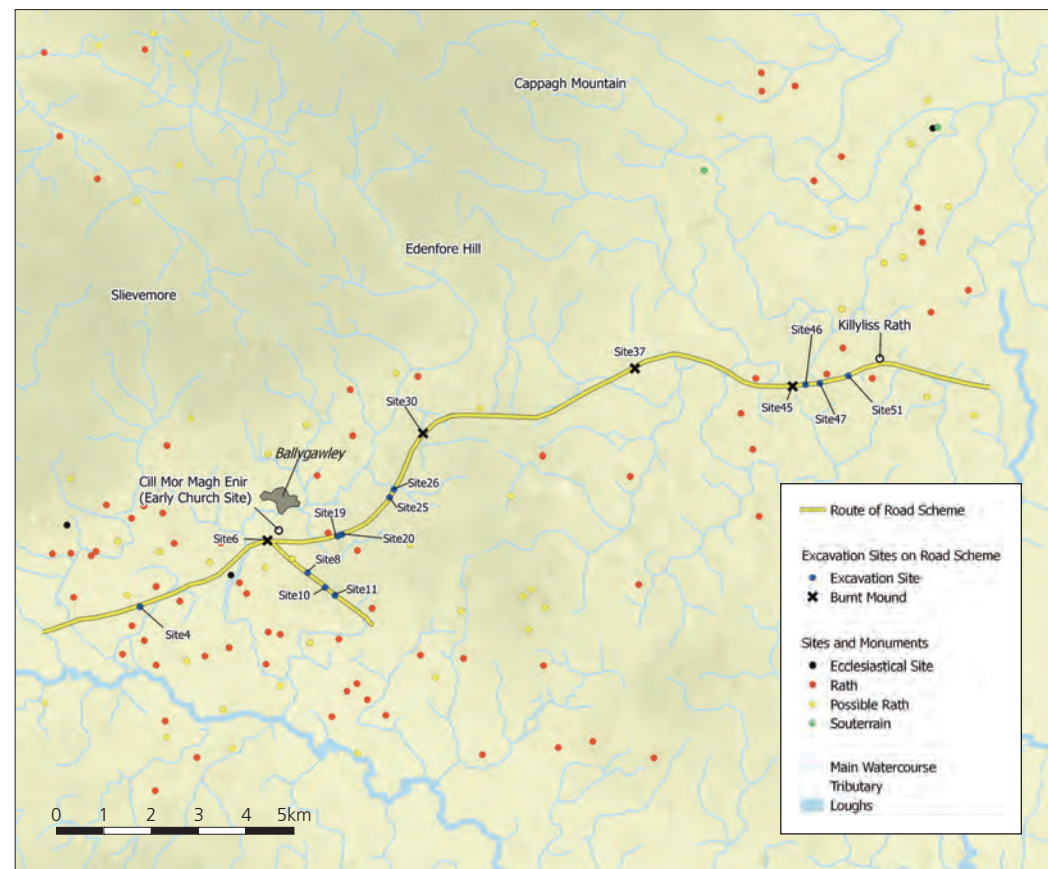 Cappagh Mountain
Edenfore Hill
Slievemore
Killyliss Rath
Site46
Site37
Site45
Site47
Site51
Site30
Ballygawley
Cill Mor Magh Enir
(Early Church Site)
Site26
Site25
Site19
Site20
Site6
Site8
Site10
Site11
Site4
Route of Road Scheme
Excavation Sites on Road Scheme
Excavation Site
Burnt Mound
Sites and Monuments
Ecclesiastical Site
Rath
Possible Rath
Souterrain
Main Watercourse
Tributary
Loughs
0 1 2 3 4 5km